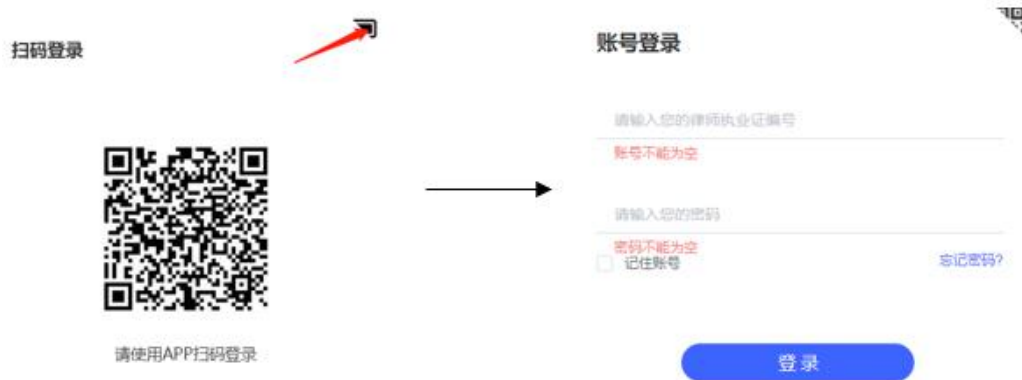 扫码登录
请使用APP扫码登录
账号登录
请输入您的律师执业证编号
账号不能为空
请输入您的密码
密码不能为空
记住账号
忘记密码?
登录